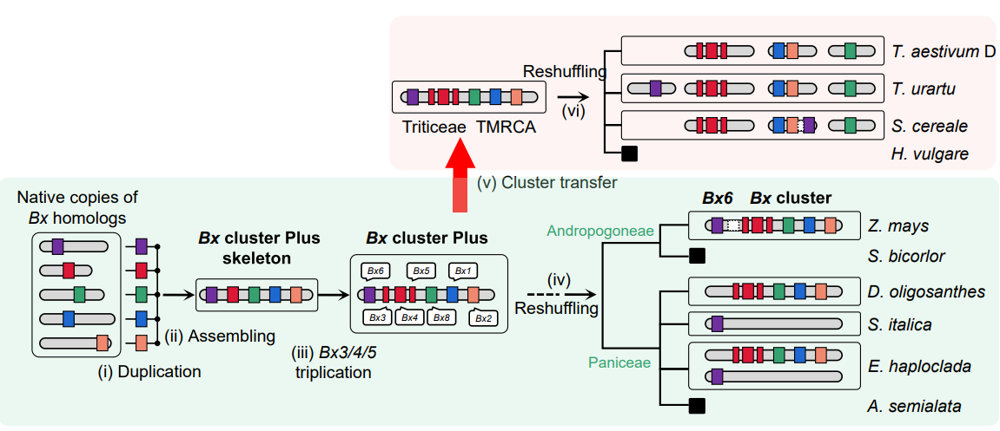 Reshuffling
(vi)
T. aestivum D
T. urartu
S. cereale
H. vulgare
Triticeae TMRCA
(v) Cluster transfer
Native copies of
Bx homologs
(i) Duplication
(ii) Assembling
Bx cluster Plus
skeleton
(iii) Bx3/4/5
triplication
Bx cluster Plus
Bx6
Bx5
Bx1
Bx3
Bx4
Bx8
Bx2
(iv)
Reshuffling
Andropogoneae
Paniceae
Bx6 Bx cluster
Z. mays
S. bicorlor
D. oligosanthes
S. italica
E. haploclada
A. semialata